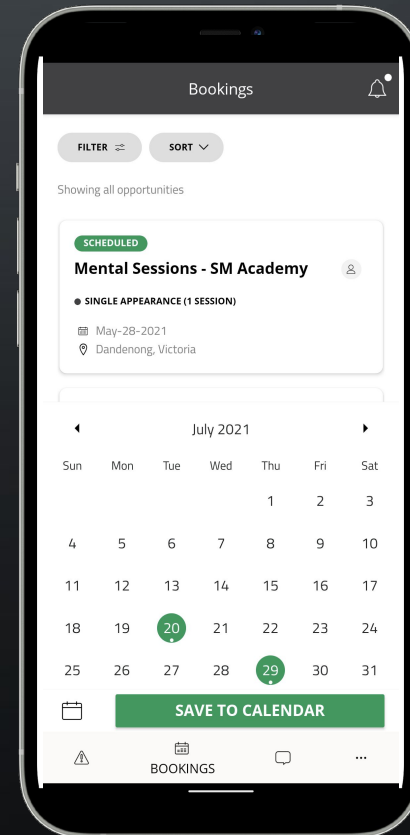 Bookings
FILTER
SORT
Showing all opportunities
SCHEDULED
Mental Sessions - SM Academy
SINGLE APPEARANCE (1 SESSION)
May-28-2021
Dandenong, Victoria
July 2021
Sun Mon Tue Wed Thu Fri Sat
1 2 3
4 5 6 7 8 9 10
11 12 13 14 15 16 17
18 19 20 21 22 23 24
25 26 27 28 29 30 31
SAVE TO CALENDAR
BOOKINGS